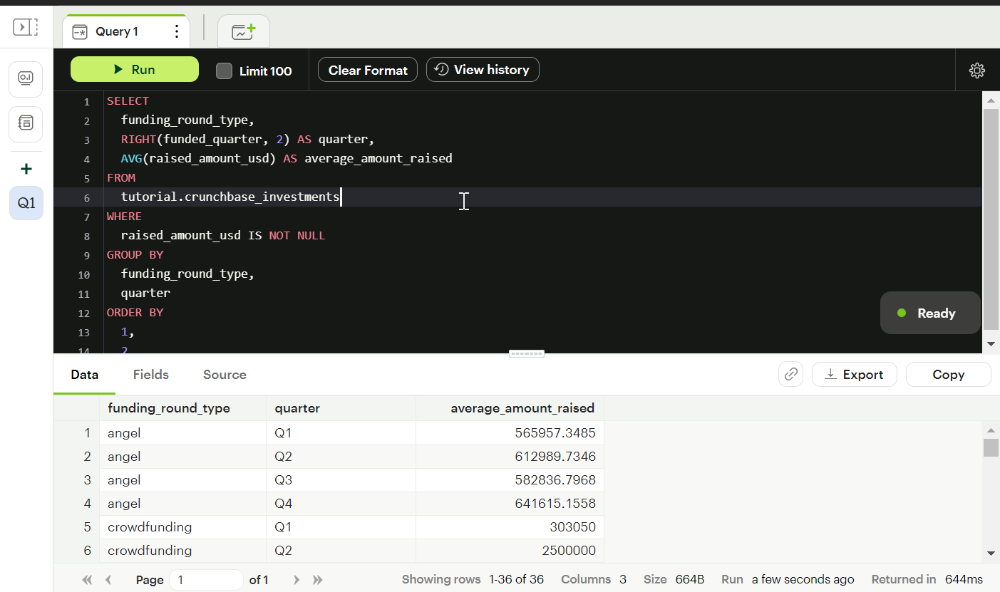 Query 1
Run
Limit 100
Clear Format
View history
1 SELECT
2 funding_round_type,
3 RIGHT(funded_quarter, 2) AS quarter,
4 AVG(raised_amount_usd) AS average_amount_raised
5 FROM
6 tutorial.crunchbase_investments
7 WHERE
8 raised_amount_usd IS NOT NULL
9 GROUP BY
10 funding_round_type,
11 quarter
12 ORDER BY
13 1,
14 2
Q1
Ready
Data Fields Source
Export
Copy
funding_round_type quarter average_amount_raised
1 angel Q1 565957.3485
2 angel Q2 612989.7346
3 angel Q3 582836.7968
4 angel Q4 641615.1558
5 crowdfunding Q1 303050
6 crowdfunding Q2 2500000
Page 1 of 1 Showing rows 1-36 of 36 Columns 3 Size 664B Run a few seconds ago Returned in 644ms